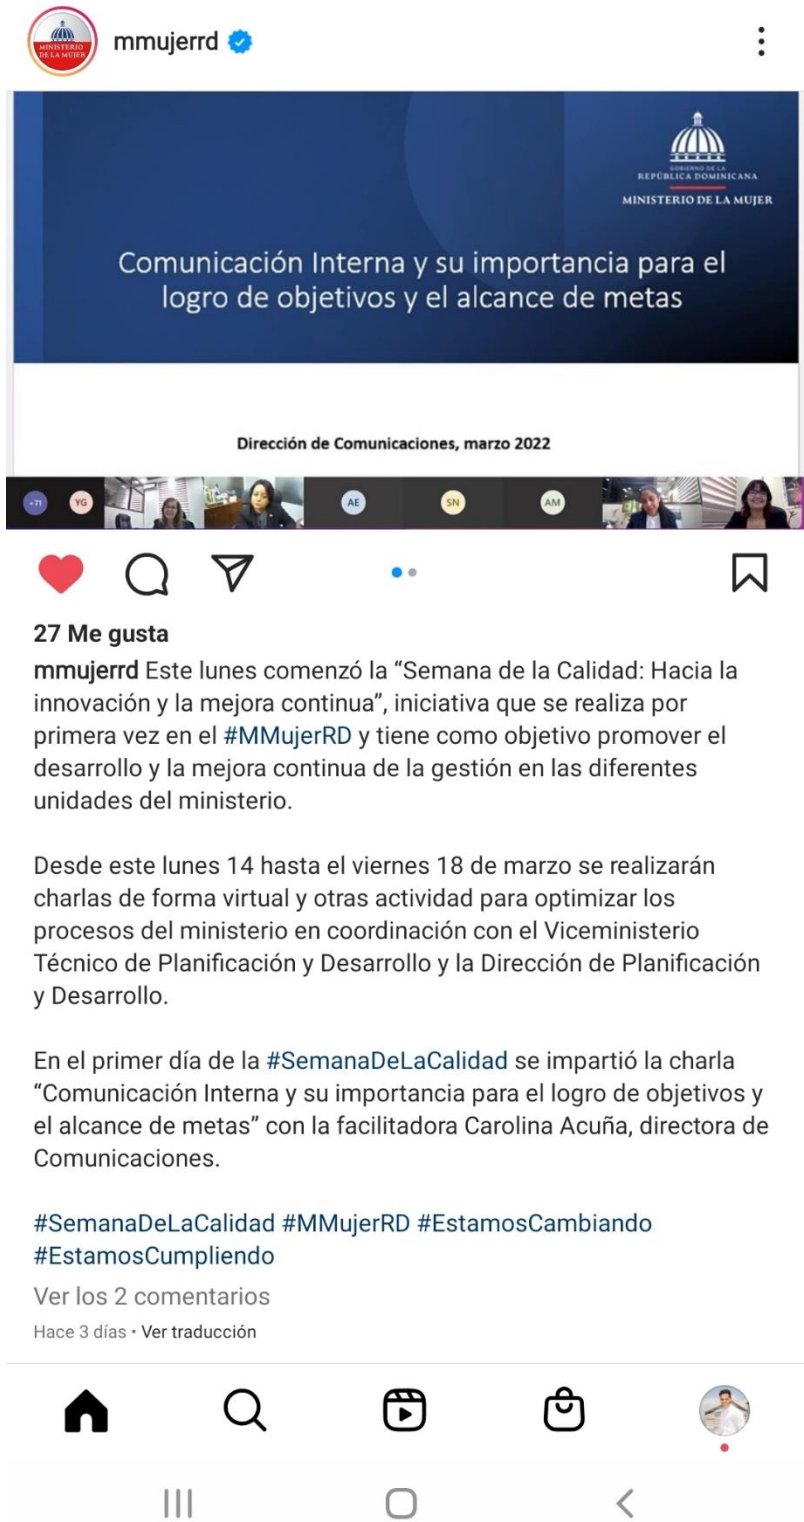 MINISTERIO
DE LA MUJER
mmujerrd
GOBIERNO DE LA
REPÚBLICA DOMINICANA
MINISTERIO DE LA MUJER
Comunicación Interna y su importancia para el
logro de objetivos y el alcance de metas
Dirección de Comunicaciones, marzo 2022
+71 YG AE SN AM
27 Me gusta
mmujerrd Este lunes comenzó la “Semana de la Calidad: Hacia la
innovación y la mejora continua”, iniciativa que se realiza por
primera vez en el #MMujerRD y tiene como objetivo promover el
desarrollo y la mejora continua de la gestión en las diferentes
unidades del ministerio.
Desde este lunes 14 hasta el viernes 18 de marzo se realizarán
charlas de forma virtual y otras actividad para optimizar los
procesos del ministerio en coordinación con el Viceministerio
Técnico de Planificación y Desarrollo y la Dirección de Planificación
y Desarrollo.
En el primer día de la #SemanaDeLaCalidad se impartió la charla
“Comunicación Interna y su importancia para el logro de objetivos y
el alcance de metas” con la facilitadora Carolina Acuña, directora de
Comunicaciones.
#SemanaDeLaCalidad #MMujerRD #EstamosCambiando
#EstamosCumpliendo
Ver los 2 comentarios
Hace 3 días • Ver traducción